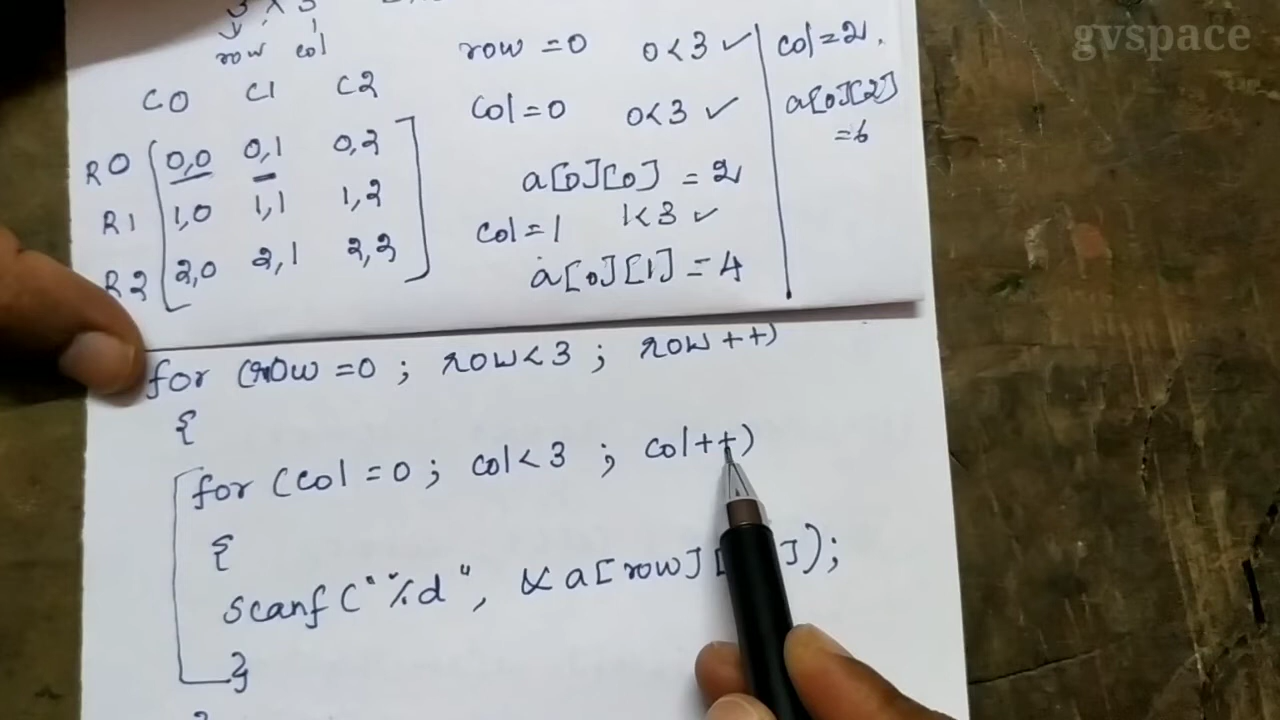 gvspace
3 × 3
row col
C0 C1 C2
R0 0,0 0,1 0,2
R1 1,0 1,1 1,2
R2 2,0 2,1 2,2
row = 0 0 < 3 ✓
col = 0 0 < 3 ✓
a[0][0] = 2
col = 1 1 < 3 ✓
a[0][1] = 4
col = 2.
a[0][2]
= 6
for (row = 0 ; row < 3 ; row ++)
{
for (col = 0 ; col < 3 ; col++)
{
scanf ("%d", &a[row][ ]);
}